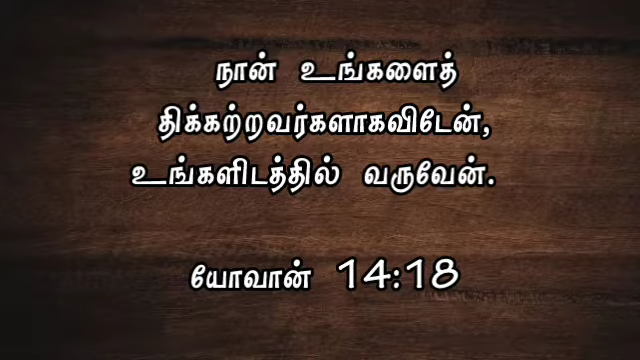 நான் உங்களைத்
திக்கற்றவர்களாகவிடேன்,
உங்களிடத்தில் வருவேன்.
யோவான் 14:18